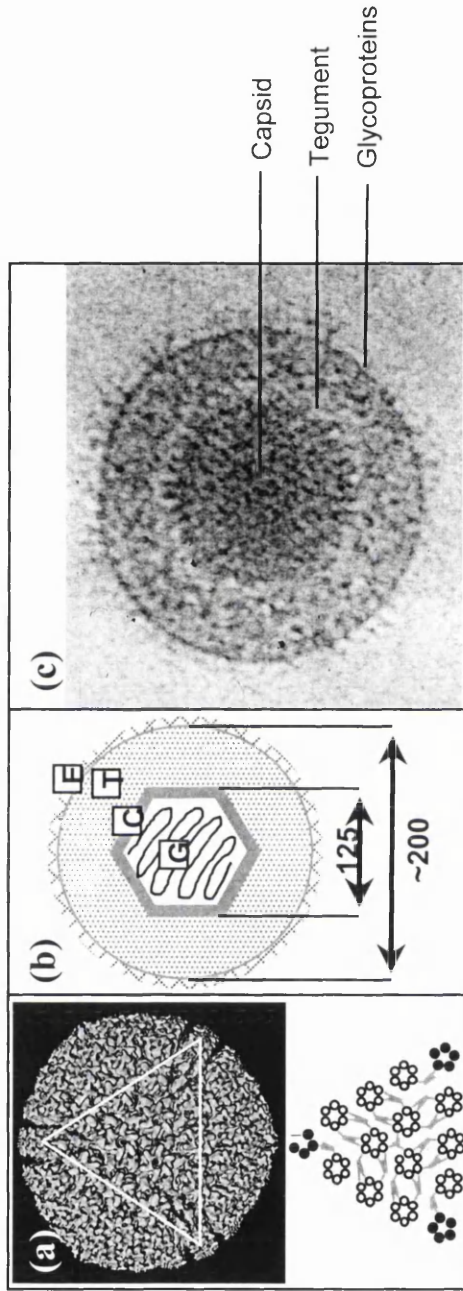 (a)
(b)
E
T
C
G
125
~200
(c)
Capsid
Tegument
Glycoproteins